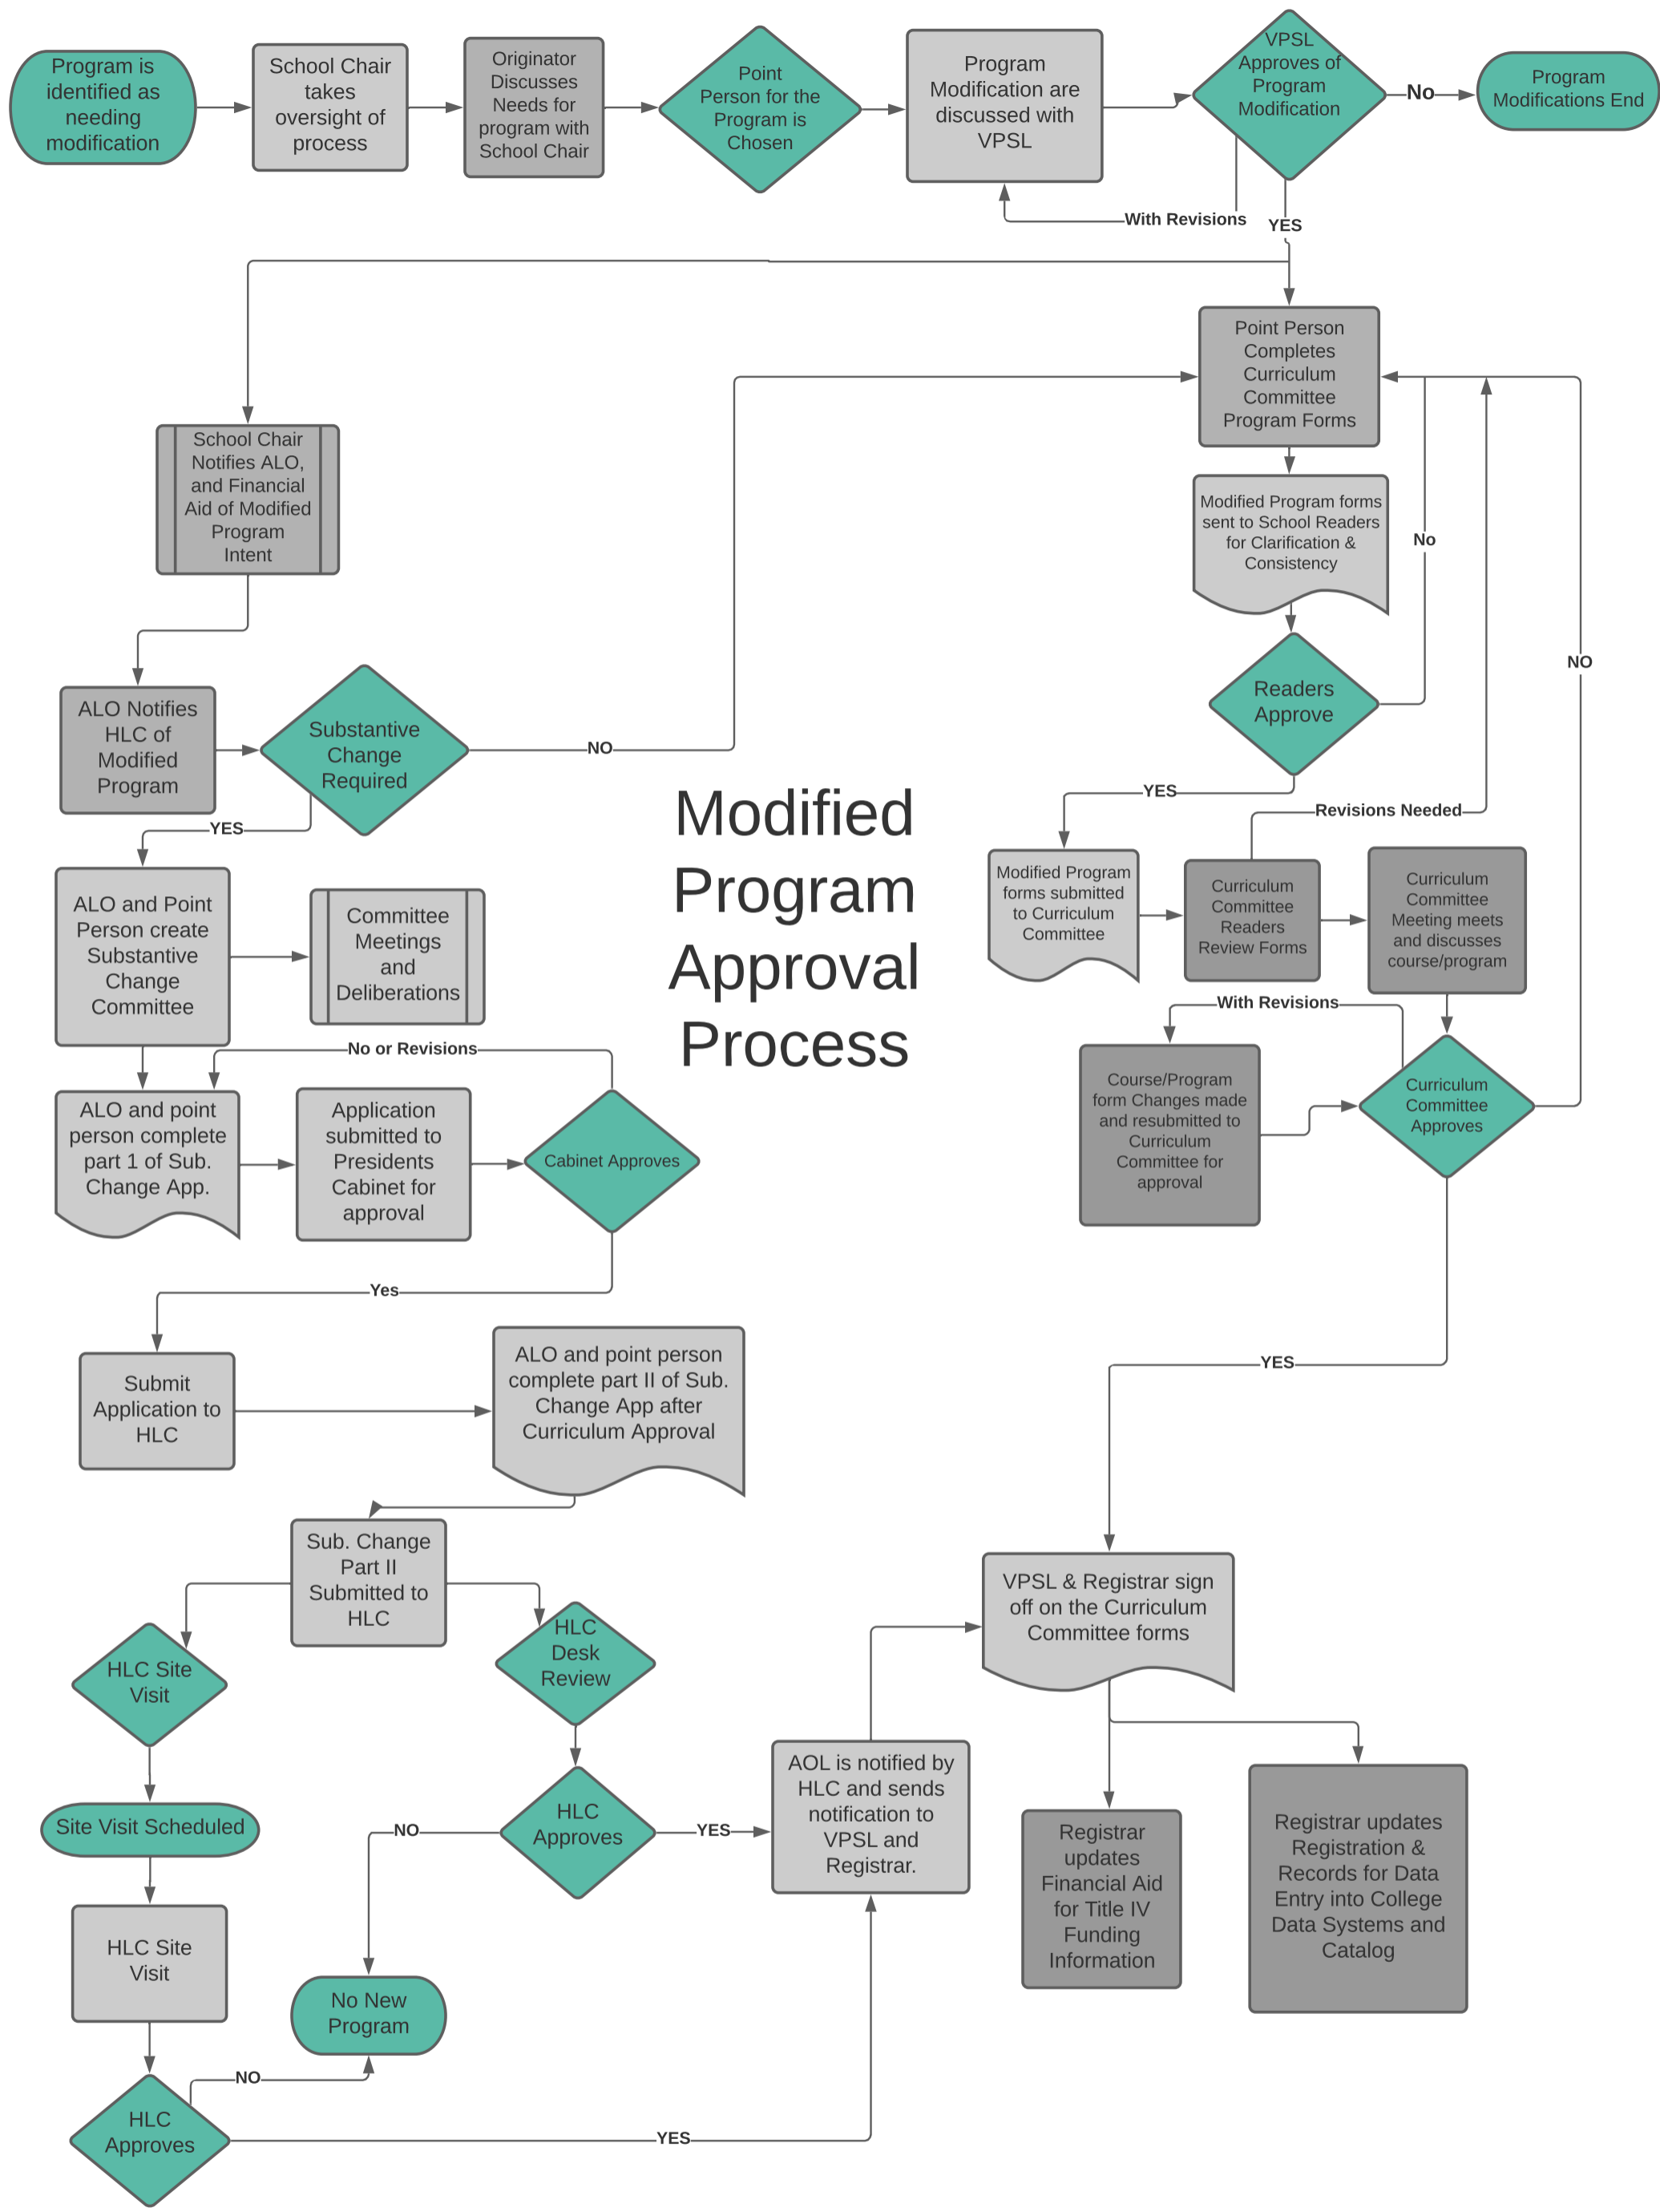 Program is
identified as
needing
modification
School Chair
takes
oversight of
process
Originator
Discusses
Needs for
program with
School Chair
Point
Person for the
Program is
Chosen
Program
Modification are
discussed with
VPSL
VPSL
Approves of
Program
Modification
No
Program
Modifications End
With Revisions
YES
Point Person
Completes
Curriculum
Committee
Program Forms
School Chair
Notifies ALO,
and Financial
Aid of Modified
Program
Intent
Modified Program forms
sent to School Readers
for Clarification &
Consistency
No
NO
Readers
Approve
ALO Notifies
HLC of
Modified
Program
Substantive
Change
Required
NO
YES
YES
Revisions Needed
Modified
Program
Approval
Process
Modified Program
forms submitted
to Curriculum
Committee
Curriculum
Committee
Readers
Review Forms
Curriculum
Committee
Meeting meets
and discusses
course/program
ALO and Point
Person create
Substantive
Change
Committee
Committee
Meetings
and
Deliberations
With Revisions
No or Revisions
Course/Program
form Changes made
and resubmitted to
Curriculum
Committee for
approval
Curriculum
Committee
Approves
ALO and point
person complete
part 1 of Sub.
Change App.
Application
submitted to
Presidents
Cabinet for
approval
Cabinet Approves
Yes
YES
Submit
Application to
HLC
ALO and point person
complete part II of Sub.
Change App after
Curriculum Approval
Sub. Change
Part II
Submitted to
HLC
VPSL & Registrar sign
off on the Curriculum
Committee forms
HLC Site
Visit
HLC
Desk
Review
Site Visit Scheduled
HLC
Approves
NO
YES
AOL is notified by
HLC and sends
notification to
VPSL and
Registrar.
Registrar
updates
Financial Aid
for Title IV
Funding
Information
Registrar updates
Registration &
Records for Data
Entry into College
Data Systems and
Catalog
HLC Site
Visit
No New
Program
NO
HLC
Approves
YES